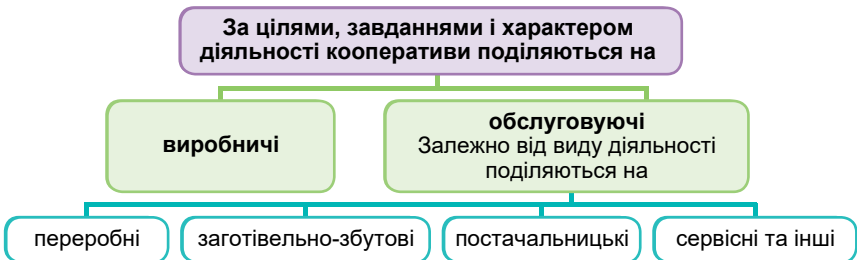 За цілями, завданнями і характером
діяльності кооперативи поділяються на
виробничі
обслуговуючі
Залежно від виду діяльності
поділяються на
переробні
заготівельно-збутові
постачальницькі
сервісні та інші